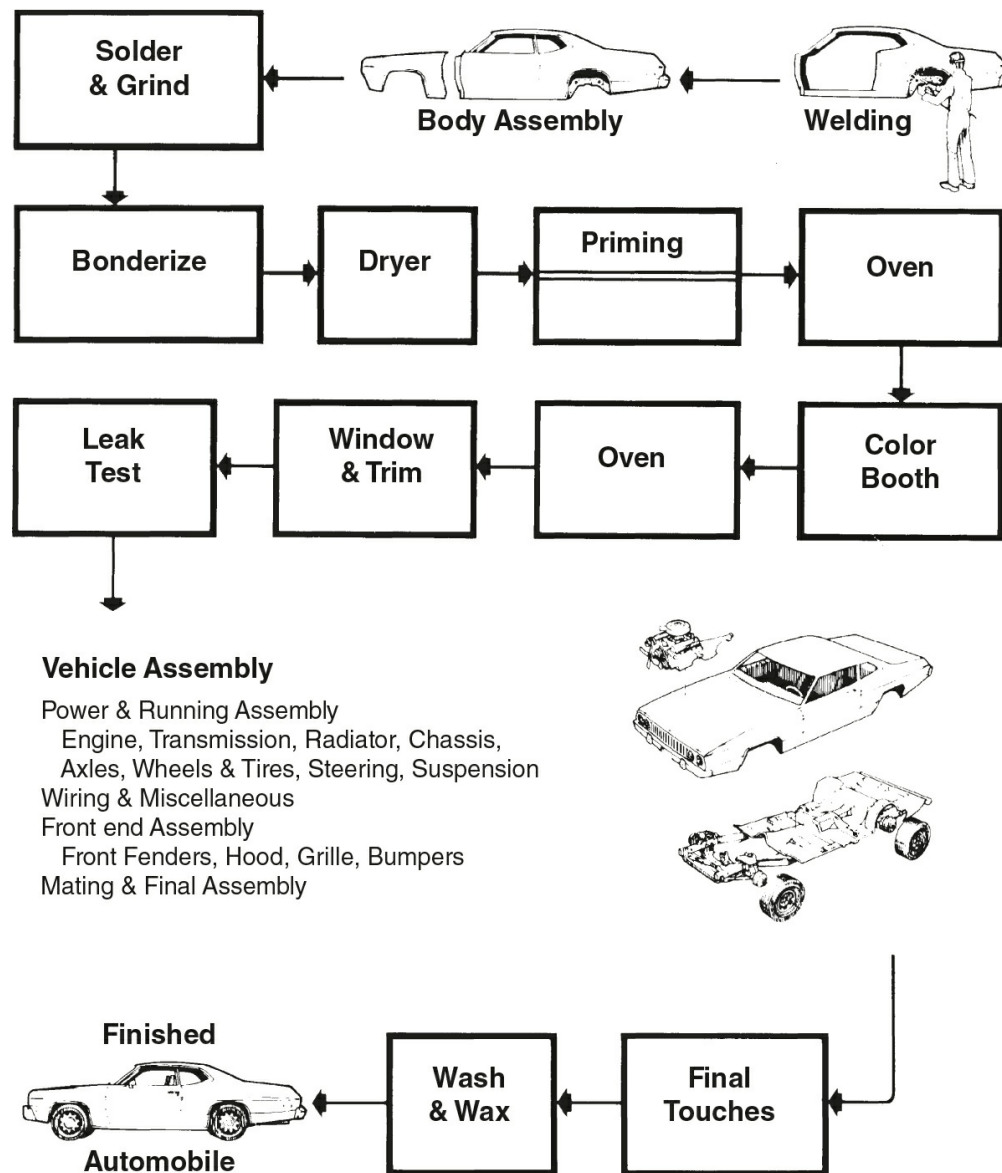 Welding
Body Assembly
Solder
& Grind
Bonderize
Dryer
Priming
Oven
Color
Booth
Oven
Window
& Trim
Leak
Test
Vehicle Assembly
Power & Running Assembly
Engine, Transmission, Radiator, Chassis,
Axles, Wheels & Tires, Steering, Suspension
Wiring & Miscellaneous
Front end Assembly
Front Fenders, Hood, Grille, Bumpers
Mating & Final Assembly
Final
Touches
Wash
& Wax
Finished
Automobile